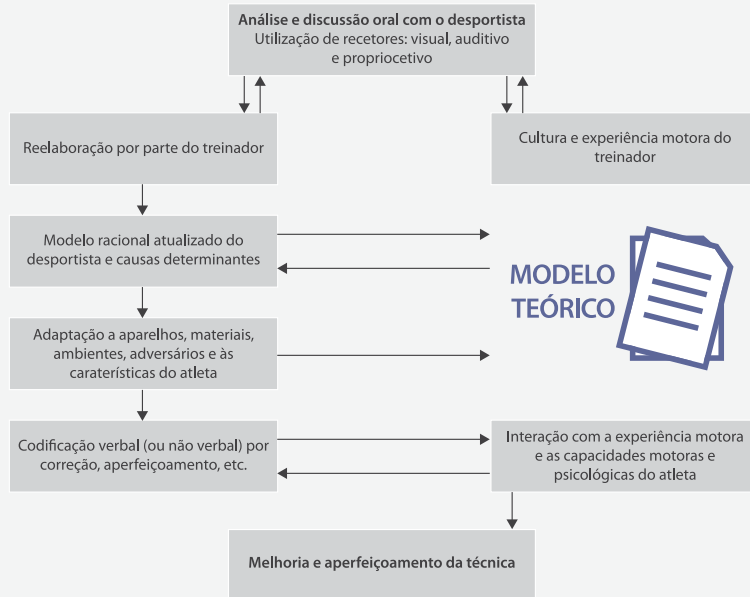 Análise e discussão oral com o desportista
Utilização de recetores: visual, auditivo
e propriocetivo
Reelaboração por parte do treinador
Cultura e experiência motora do
treinador
Modelo racional atualizado do
desportista e causas determinantes
MODELO
TEÓRICO
Adaptação a aparelhos, materiais,
ambientes, adversários e às
caraterísticas do atleta
Codificação verbal (ou não verbal) por
correção, aperfeiçoamento, etc.
Interação com a experiência motora
e as capacidades motoras e
psicológicas do atleta
Melhoria e aperfeiçoamento da técnica